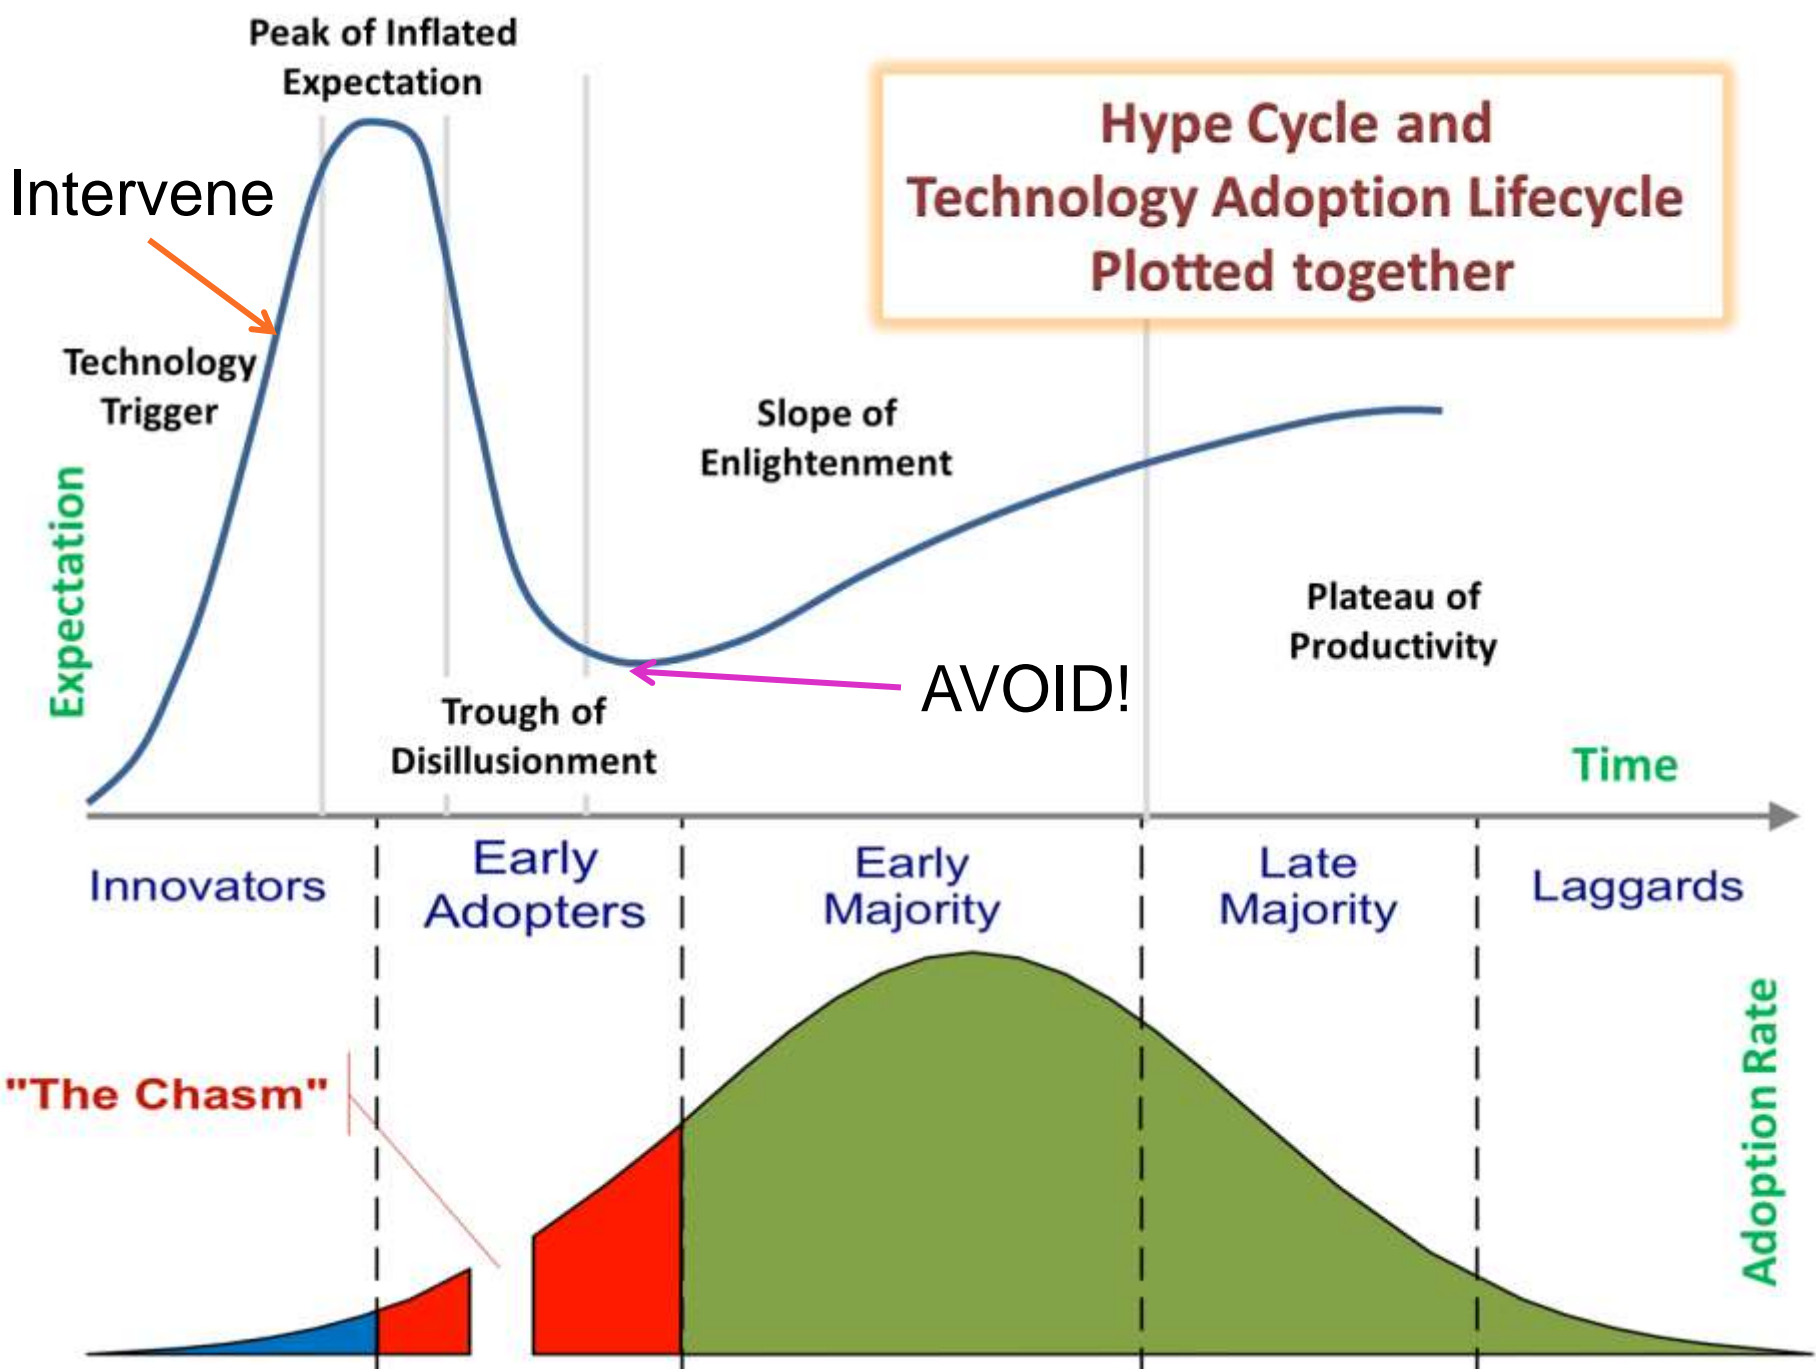 Peak of Inflated
Expectation
Hype Cycle and
Technology Adoption Lifecycle
Plotted together
Intervene
Technology
Trigger
Slope of
Enlightenment
Expectation
Plateau of
Productivity
AVOID!
Trough of
Disillusionment
Time
Innovators
Early
Adopters
Early
Majority
Late
Majority
Laggards
"The Chasm"
Adoption Rate